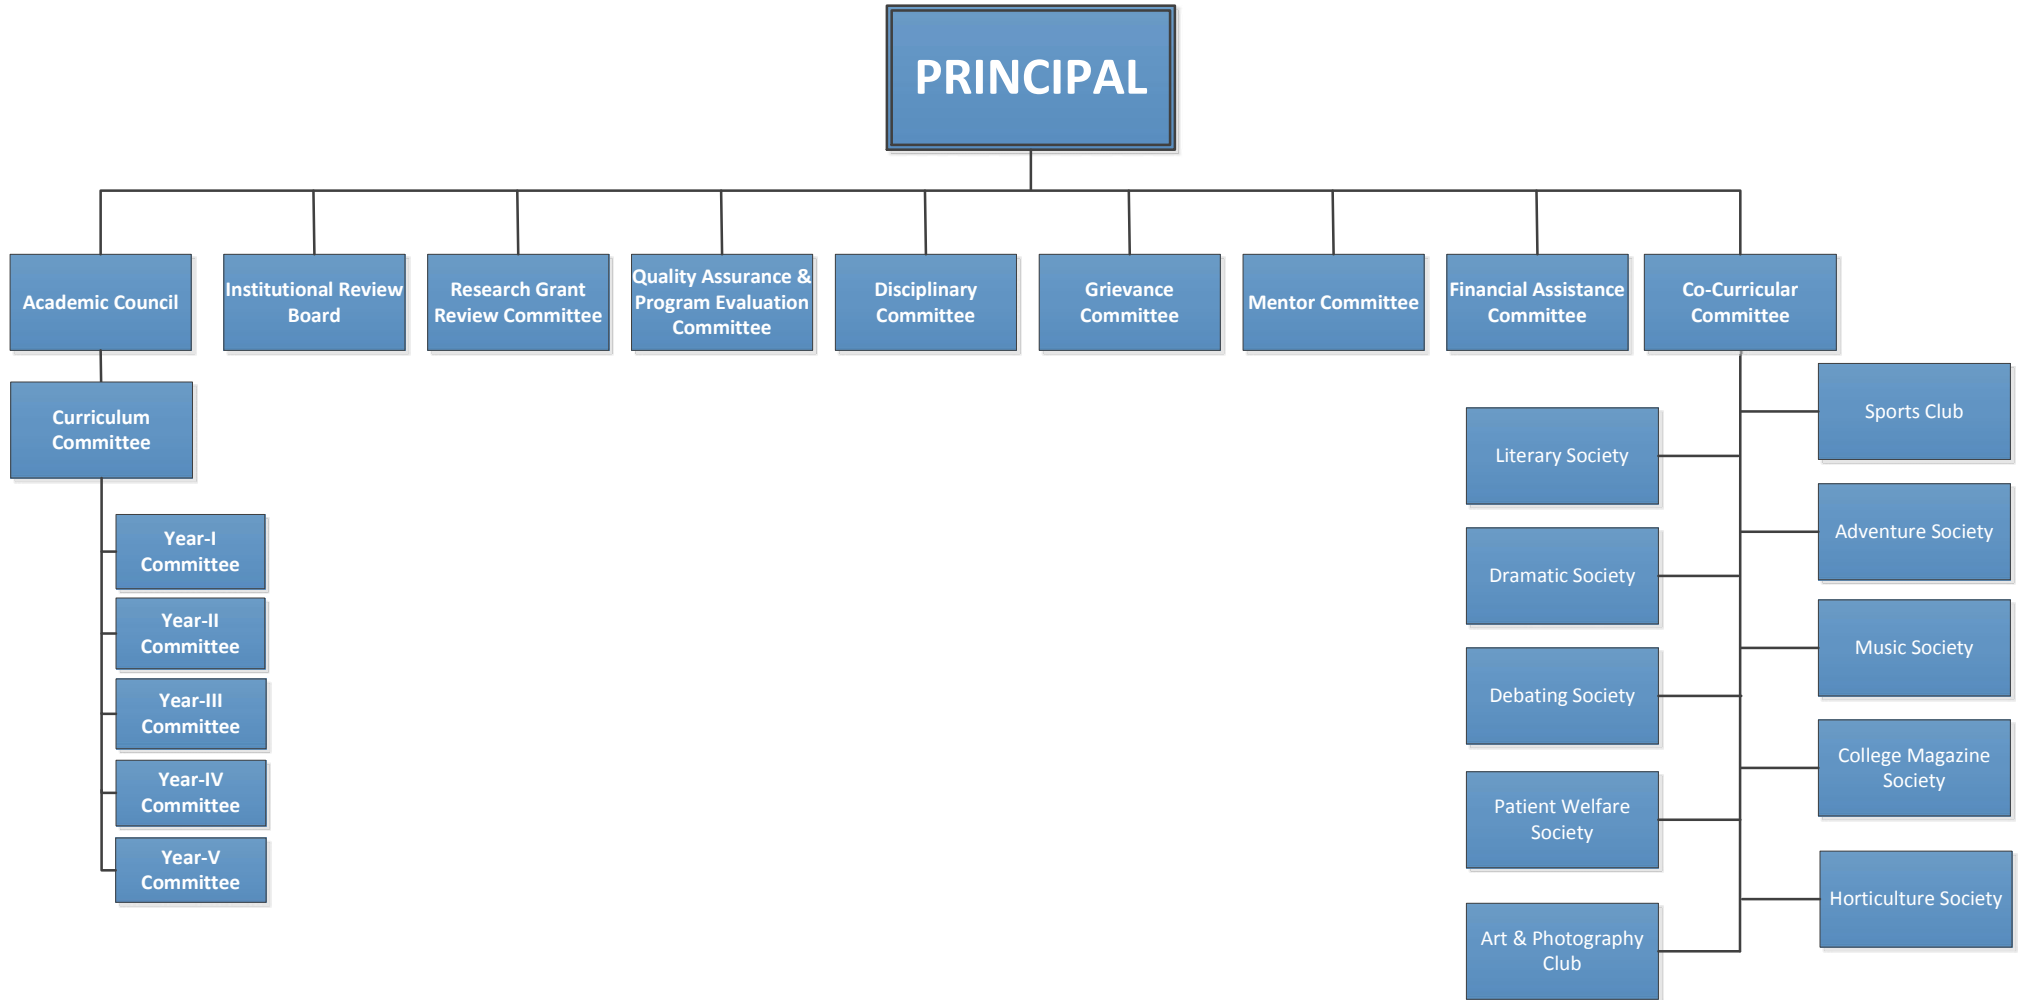 PRINCIPAL
Academic Council
Institutional Review
Board
Research Grant
Review Committee
Quality Assurance &
Program Evaluation
Committee
Disciplinary
Committee
Grievance
Committee
Mentor Committee
Financial Assistance
Committee
Co-Curricular
Committee
Curriculum
Committee
Year-I
Committee
Year-II
Committee
Year-III
Committee
Year-IV
Committee
Year-V
Committee
Literary Society
Dramatic Society
Debating Society
Patient Welfare
Society
Art & Photography
Club
Sports Club
Adventure Society
Music Society
College Magazine
Society
Horticulture Society